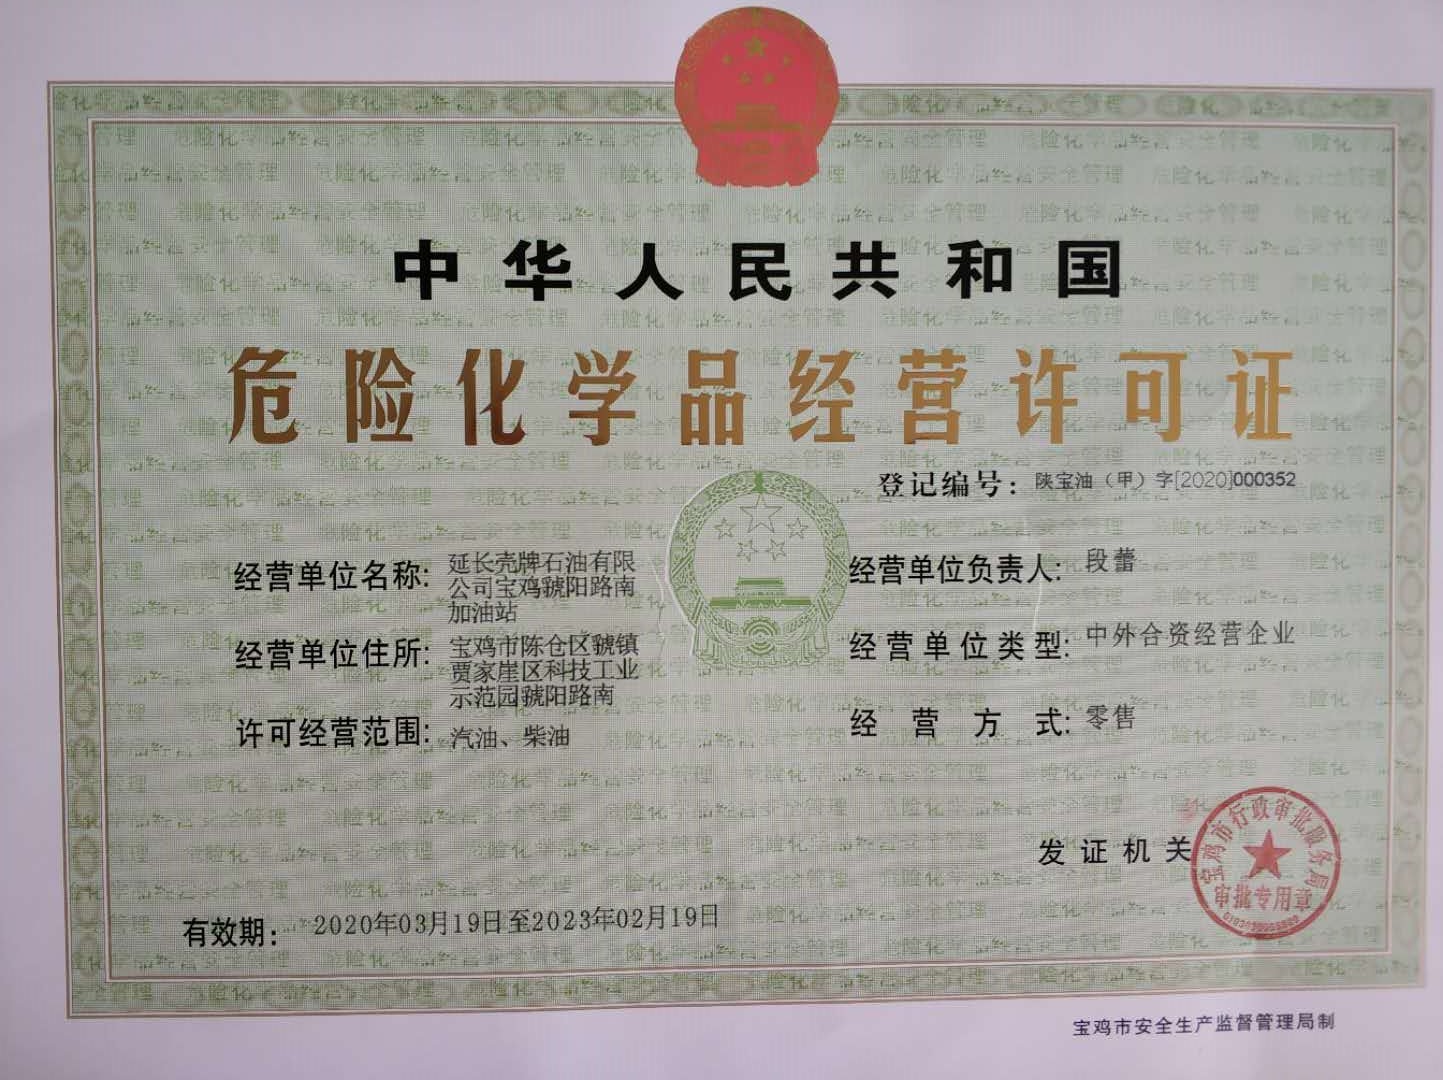 中华人民共和国
危险化学品经营许可证
登记编号：陕宝油（甲）字[2020]000352
经营单位名称：延长壳牌石油有限
公司宝鸡虢阳路南
加油站
经营单位负责人：段蕾
经营单位住所：宝鸡市陈仓区虢镇
贾家崖区科技工业
示范园虢阳路南
经营单位类型：中外合资经营企业
许可经营范围：汽油、柴油
经营方式：零售
发证机关
宝鸡市行政审批服务局
审批专用章
有效期：2020年03月19日至2023年02月19日
宝鸡市安全生产监督管理局制